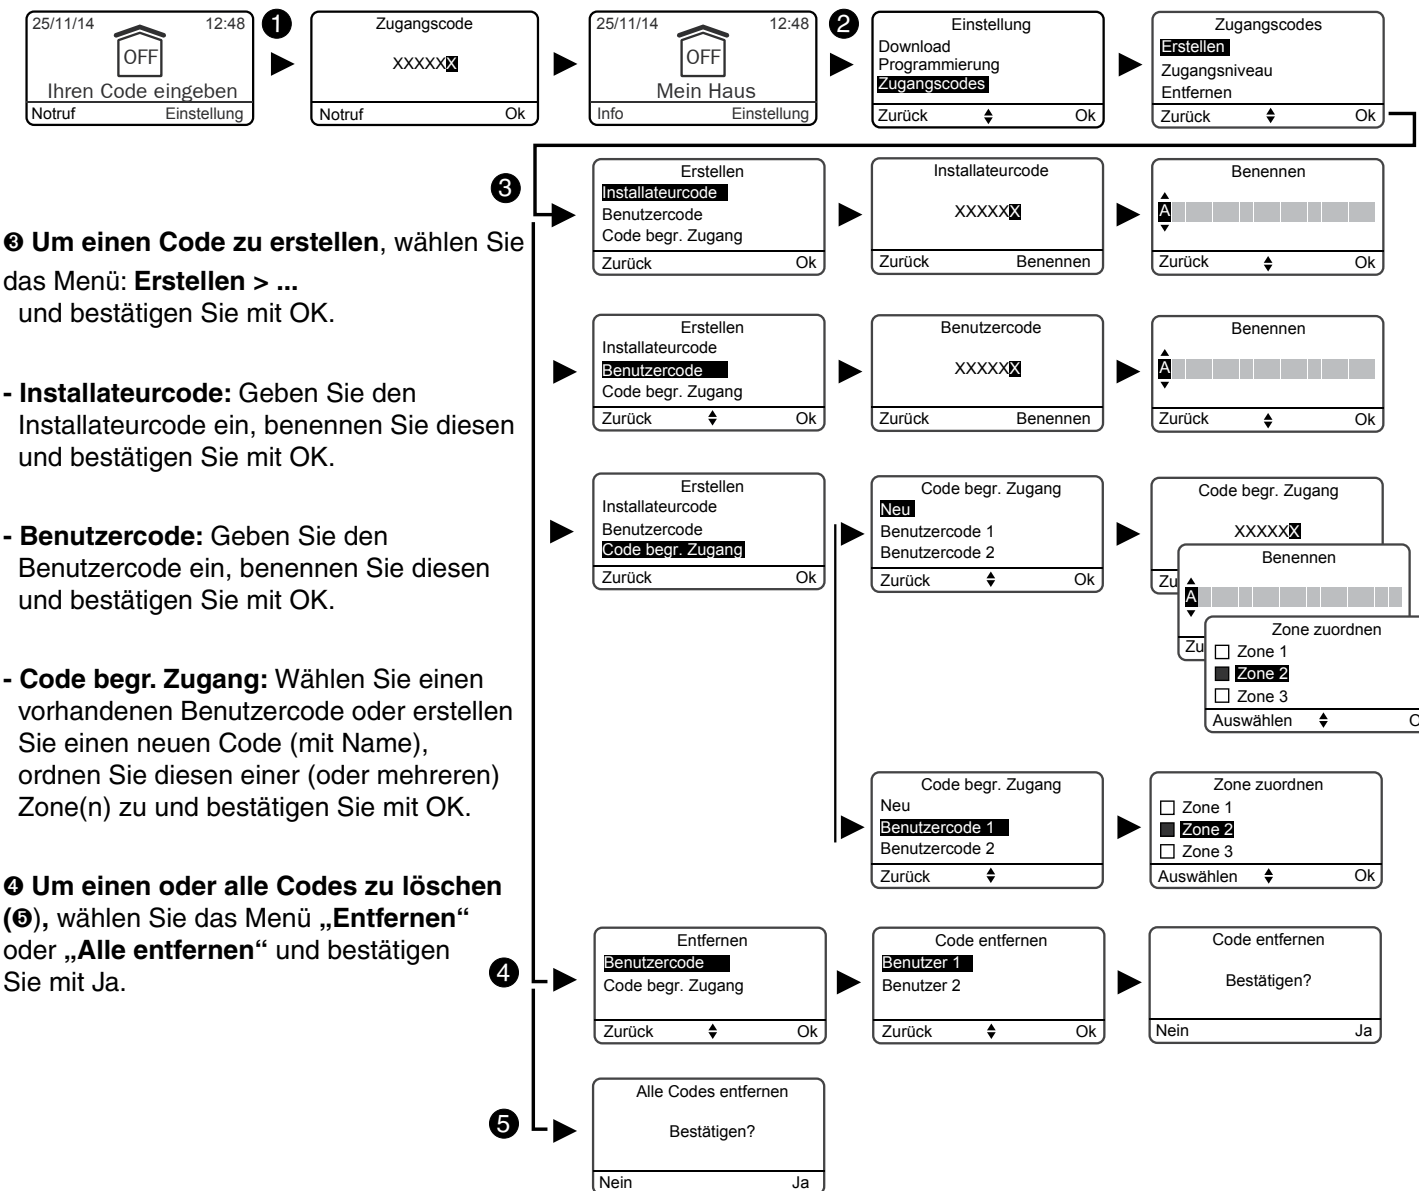 25/11/14 12:48
OFF
Ihren Code eingeben
Notruf Einstellung
❶
Zugangscode
XXXXXX
Notruf Ok
25/11/14 12:48
OFF
Mein Haus
Info Einstellung
❷
Einstellung
Download
Programmierung
Zugangscodes
Zurück Ok
Zugangscodes
Erstellen
Zugangsniveau
Entfernen
Zurück Ok
❸ Um einen Code zu erstellen, wählen Sie
das Menü: Erstellen > ...
und bestätigen Sie mit OK.
- Installateurcode: Geben Sie den
Installateurcode ein, benennen Sie diesen
und bestätigen Sie mit OK.
- Benutzercode: Geben Sie den
Benutzercode ein, benennen Sie diesen
und bestätigen Sie mit OK.
- Code begr. Zugang: Wählen Sie einen
vorhandenen Benutzercode oder erstellen
Sie einen neuen Code (mit Name),
ordnen Sie diesen einer (oder mehreren)
Zone(n) zu und bestätigen Sie mit OK.
❹ Um einen oder alle Codes zu löschen
(❺), wählen Sie das Menü „Entfernen“
oder „Alle entfernen“ und bestätigen
Sie mit Ja.
❸
Erstellen
Installateurcode
Benutzercode
Code begr. Zugang
Zurück Ok
Installateurcode
XXXXXX
Zurück Benennen
Benennen
A
Zurück Ok
Erstellen
Installateurcode
Benutzercode
Code begr. Zugang
Zurück Ok
Benutzercode
XXXXXX
Zurück Benennen
Benennen
A
Zurück Ok
Erstellen
Installateurcode
Benutzercode
Code begr. Zugang
Zurück Ok
Code begr. Zugang
Neu
Benutzercode 1
Benutzercode 2
Zurück Ok
Code begr. Zugang
XXXXXX
Zu
Benennen
A
Zu
Zone zuordnen
Zone 1
Zone 2
Zone 3
Auswählen
Code begr. Zugang
Neu
Benutzercode 1
Benutzercode 2
Zurück
Zone zuordnen
Zone 1
Zone 2
Zone 3
Auswählen Ok
❹
Entfernen
Benutzercode
Code begr. Zugang
Zurück Ok
Code entfernen
Benutzer 1
Benutzer 2
Zurück Ok
Code entfernen
Bestätigen?
Nein Ja
❺
Alle Codes entfernen
Bestätigen?
Nein Ja